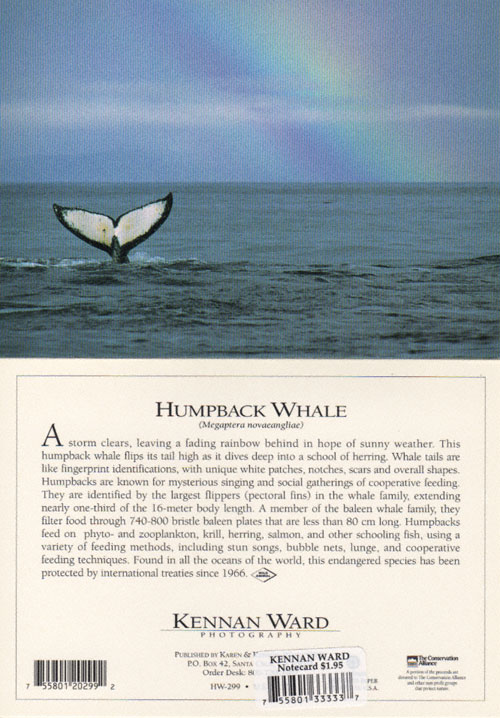 HUMPBACK WHALE
(Megaptera novaeangliae)
A storm clears, leaving a fading rainbow behind in hope of sunny weather. This
humpback whale flips its tail high as it dives deep into a school of herring. Whale tails are
like fingerprint identifications, with unique white patches, notches, scars and overall shapes.
Humpbacks are known for mysterious singing and social gatherings of cooperative feeding.
They are identified by the largest flippers (pectoral fins) in the whale family, extending
nearly one-third of the 16-meter body length. A member of the baleen whale family, they
filter food through 740-800 bristle baleen plates that are less than 80 cm long. Humpbacks
feed on phyto- and zooplankton, krill, herring, salmon, and other schooling fish, using a
variety of feeding methods, including stun songs, bubble nets, lunge, and cooperative
feeding techniques. Found in all the oceans of the world, this endangered species has been
protected by international treaties since 1966.
KENNAN WARD
PHOTOGRAPHY
PUBLISHED BY KAREN &
P.O. BOX 42, SANTA
Order Desk:
HW-299 •
KENNAN WARD
Notecard $1.95
7 55801 33333 7
7 55801 20299 2
The Conservation
Alliance
A portion of the proceeds are
donated to The Conservation Alliance
and other non profit groups
that protect nature.